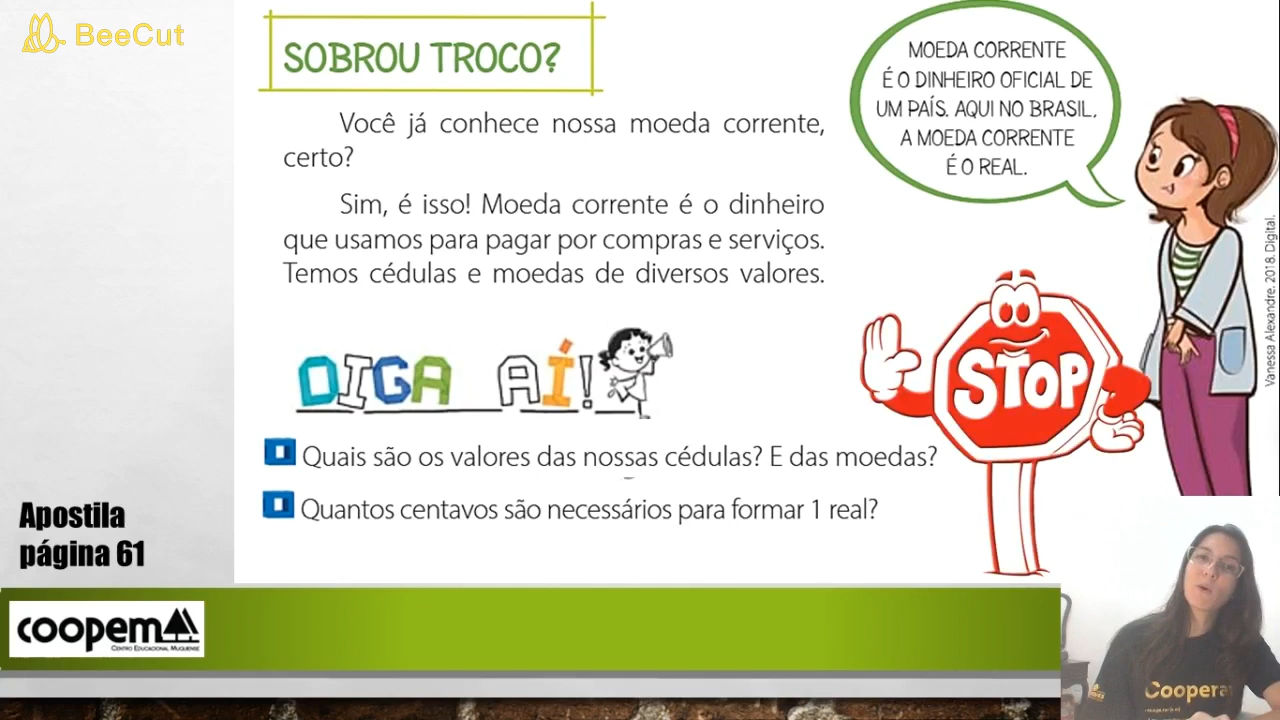 BeeCut
SOBROU TROCO?
Você já conhece nossa moeda corrente,
certo?
Sim, é isso! Moeda corrente é o dinheiro
que usamos para pagar por compras e serviços.
Temos cédulas e moedas de diversos valores.
MOEDA CORRENTE
É O DINHEIRO OFICIAL DE
UM PAÍS. AQUI NO BRASIL,
A MOEDA CORRENTE
É O REAL.
Vanessa Alexandre. 2018. Digital.
STOP
DIGA AÍ!
Quais são os valores das nossas cédulas? E das moedas?
Quantos centavos são necessários para formar 1 real?
Apostila
página 61
coopema
CENTRO EDUCACIONAL MUQUIENSE